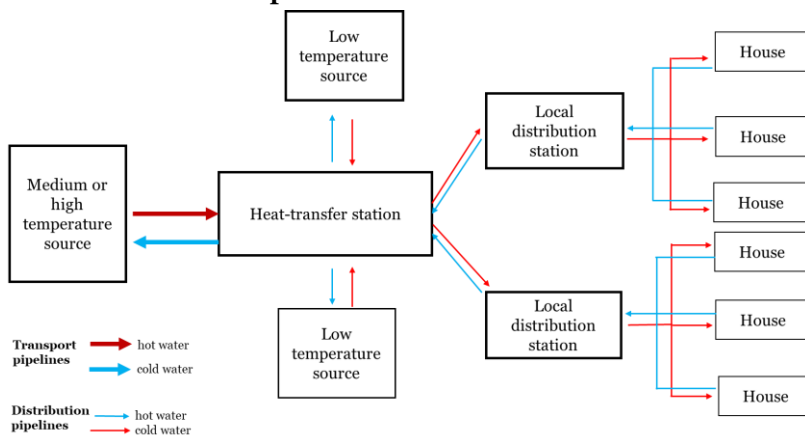 Low
temperature
source
House
Local
distribution
station
House
House
Medium or
high
temperature
source
Heat-transfer station
House
Low
temperature
source
Local
distribution
station
House
House
Transport
pipelines
hot water
cold water
Distribution
pipelines
hot water
cold water